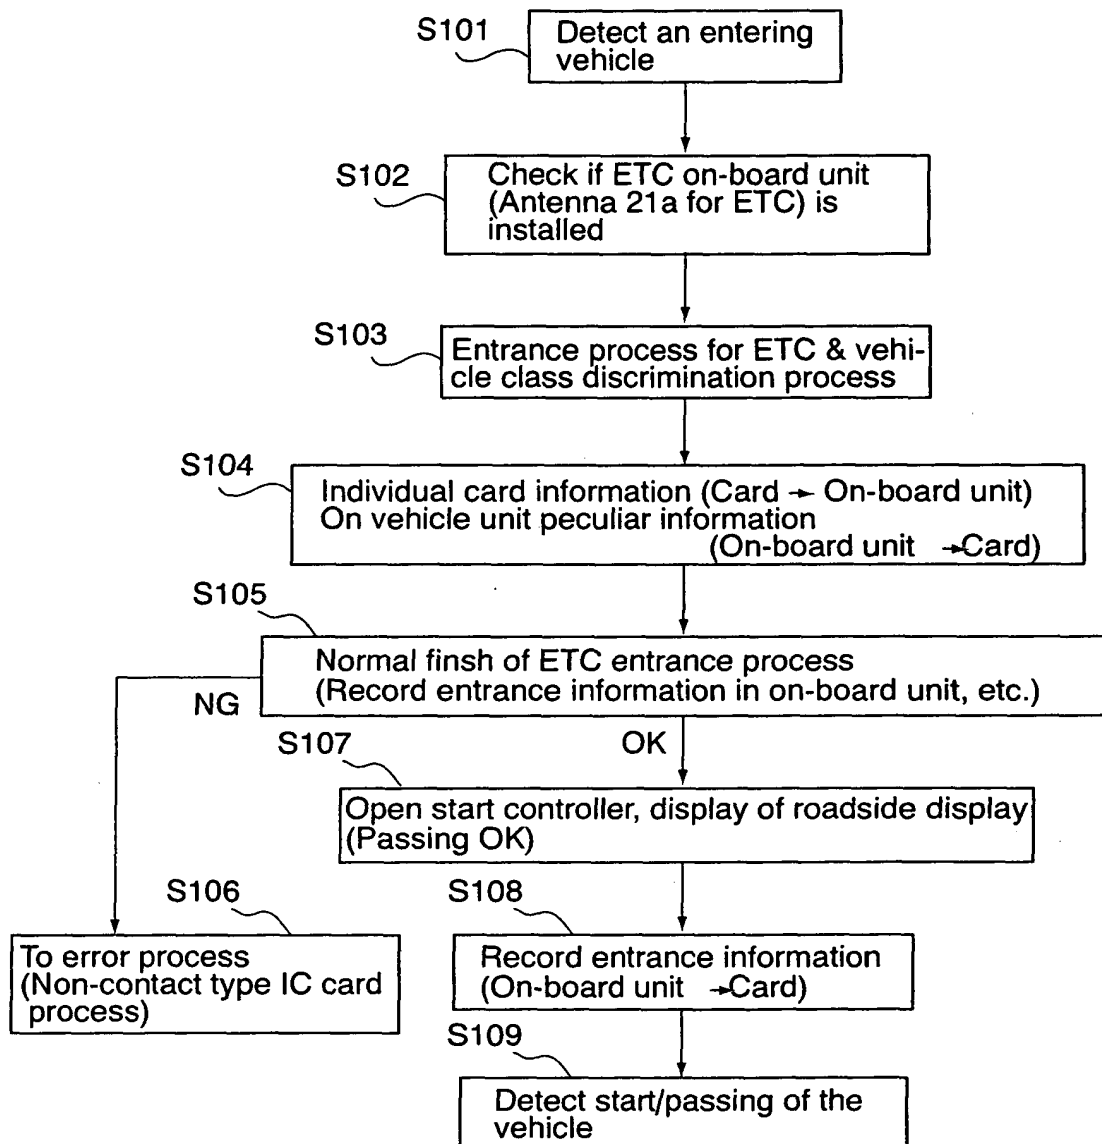 S101
Detect an entering
vehicle
S102
Check if ETC on-board unit
(Antenna 21a for ETC) is
installed
S103
Entrance process for ETC & vehi-
cle class discrimination process
S104
Individual card information (Card → On-board unit)
On vehicle unit peculiar information
(On-board unit →Card)
S105
Normal finsh of ETC entrance process
(Record entrance information in on-board unit, etc.)
NG
OK
S107
Open start controller, display of roadside display
(Passing OK)
S106
To error process
(Non-contact type IC card
process)
S108
Record entrance information
(On-board unit →Card)
S109
Detect start/passing of the
vehicle